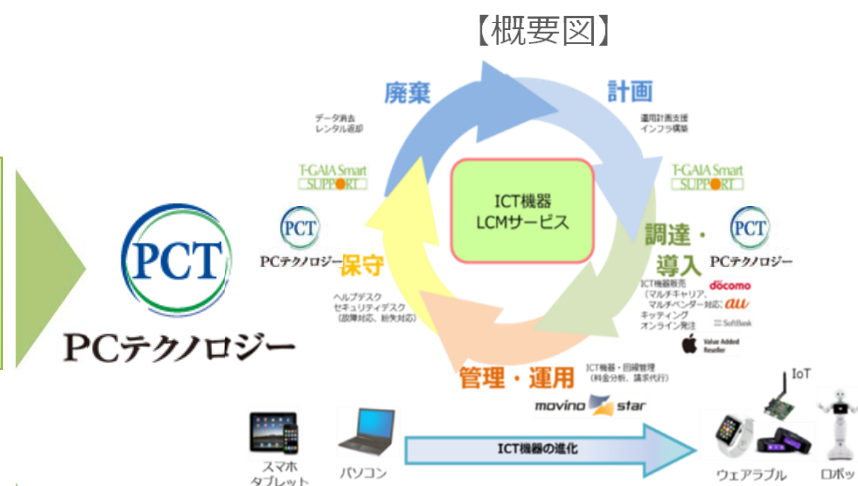 【概要図】
廃棄
計画
データ消去
レンタル返却
運用計画支援
インフラ構築
T-GAIA Smart
SUPPORT
T-GAIA Smart
SUPPORT
ICT機器
LCMサービス
PCT
PCテクノロジー
PCT
PCテクノロジー
保守
調達・
導入
PCT
PCテクノロジー
ヘルプデスク
セキュリティデスク
（故障対応、紛失対応）
ICT機器販売
（マルチキャリア、
マルチベンダー対応）
キッティング
オンライン発注
docomo
au
SoftBank
Value Added
Reseller
管理・運用
ICT機器・回線管理
（料金分析、請求代行）
movino star
IoT
ICT機器の進化
スマホ
タブレット
パソコン
ウェアラブル
ロボッ